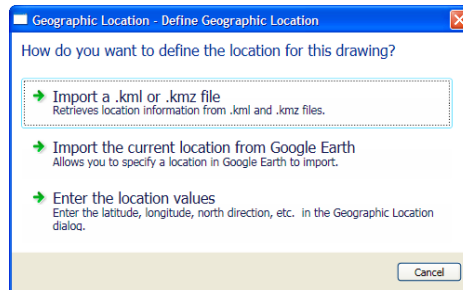 Geographic Location - Define Geographic Location
How do you want to define the location for this drawing?
Import a .kml or .kmz file
Retrieves location information from .kml and .kmz files.
Import the current location from Google Earth
Allows you to specify a location in Google Earth to import.
Enter the location values
Enter the latitude, longitude, north direction, etc.  in the Geographic Location
dialog.
Cancel